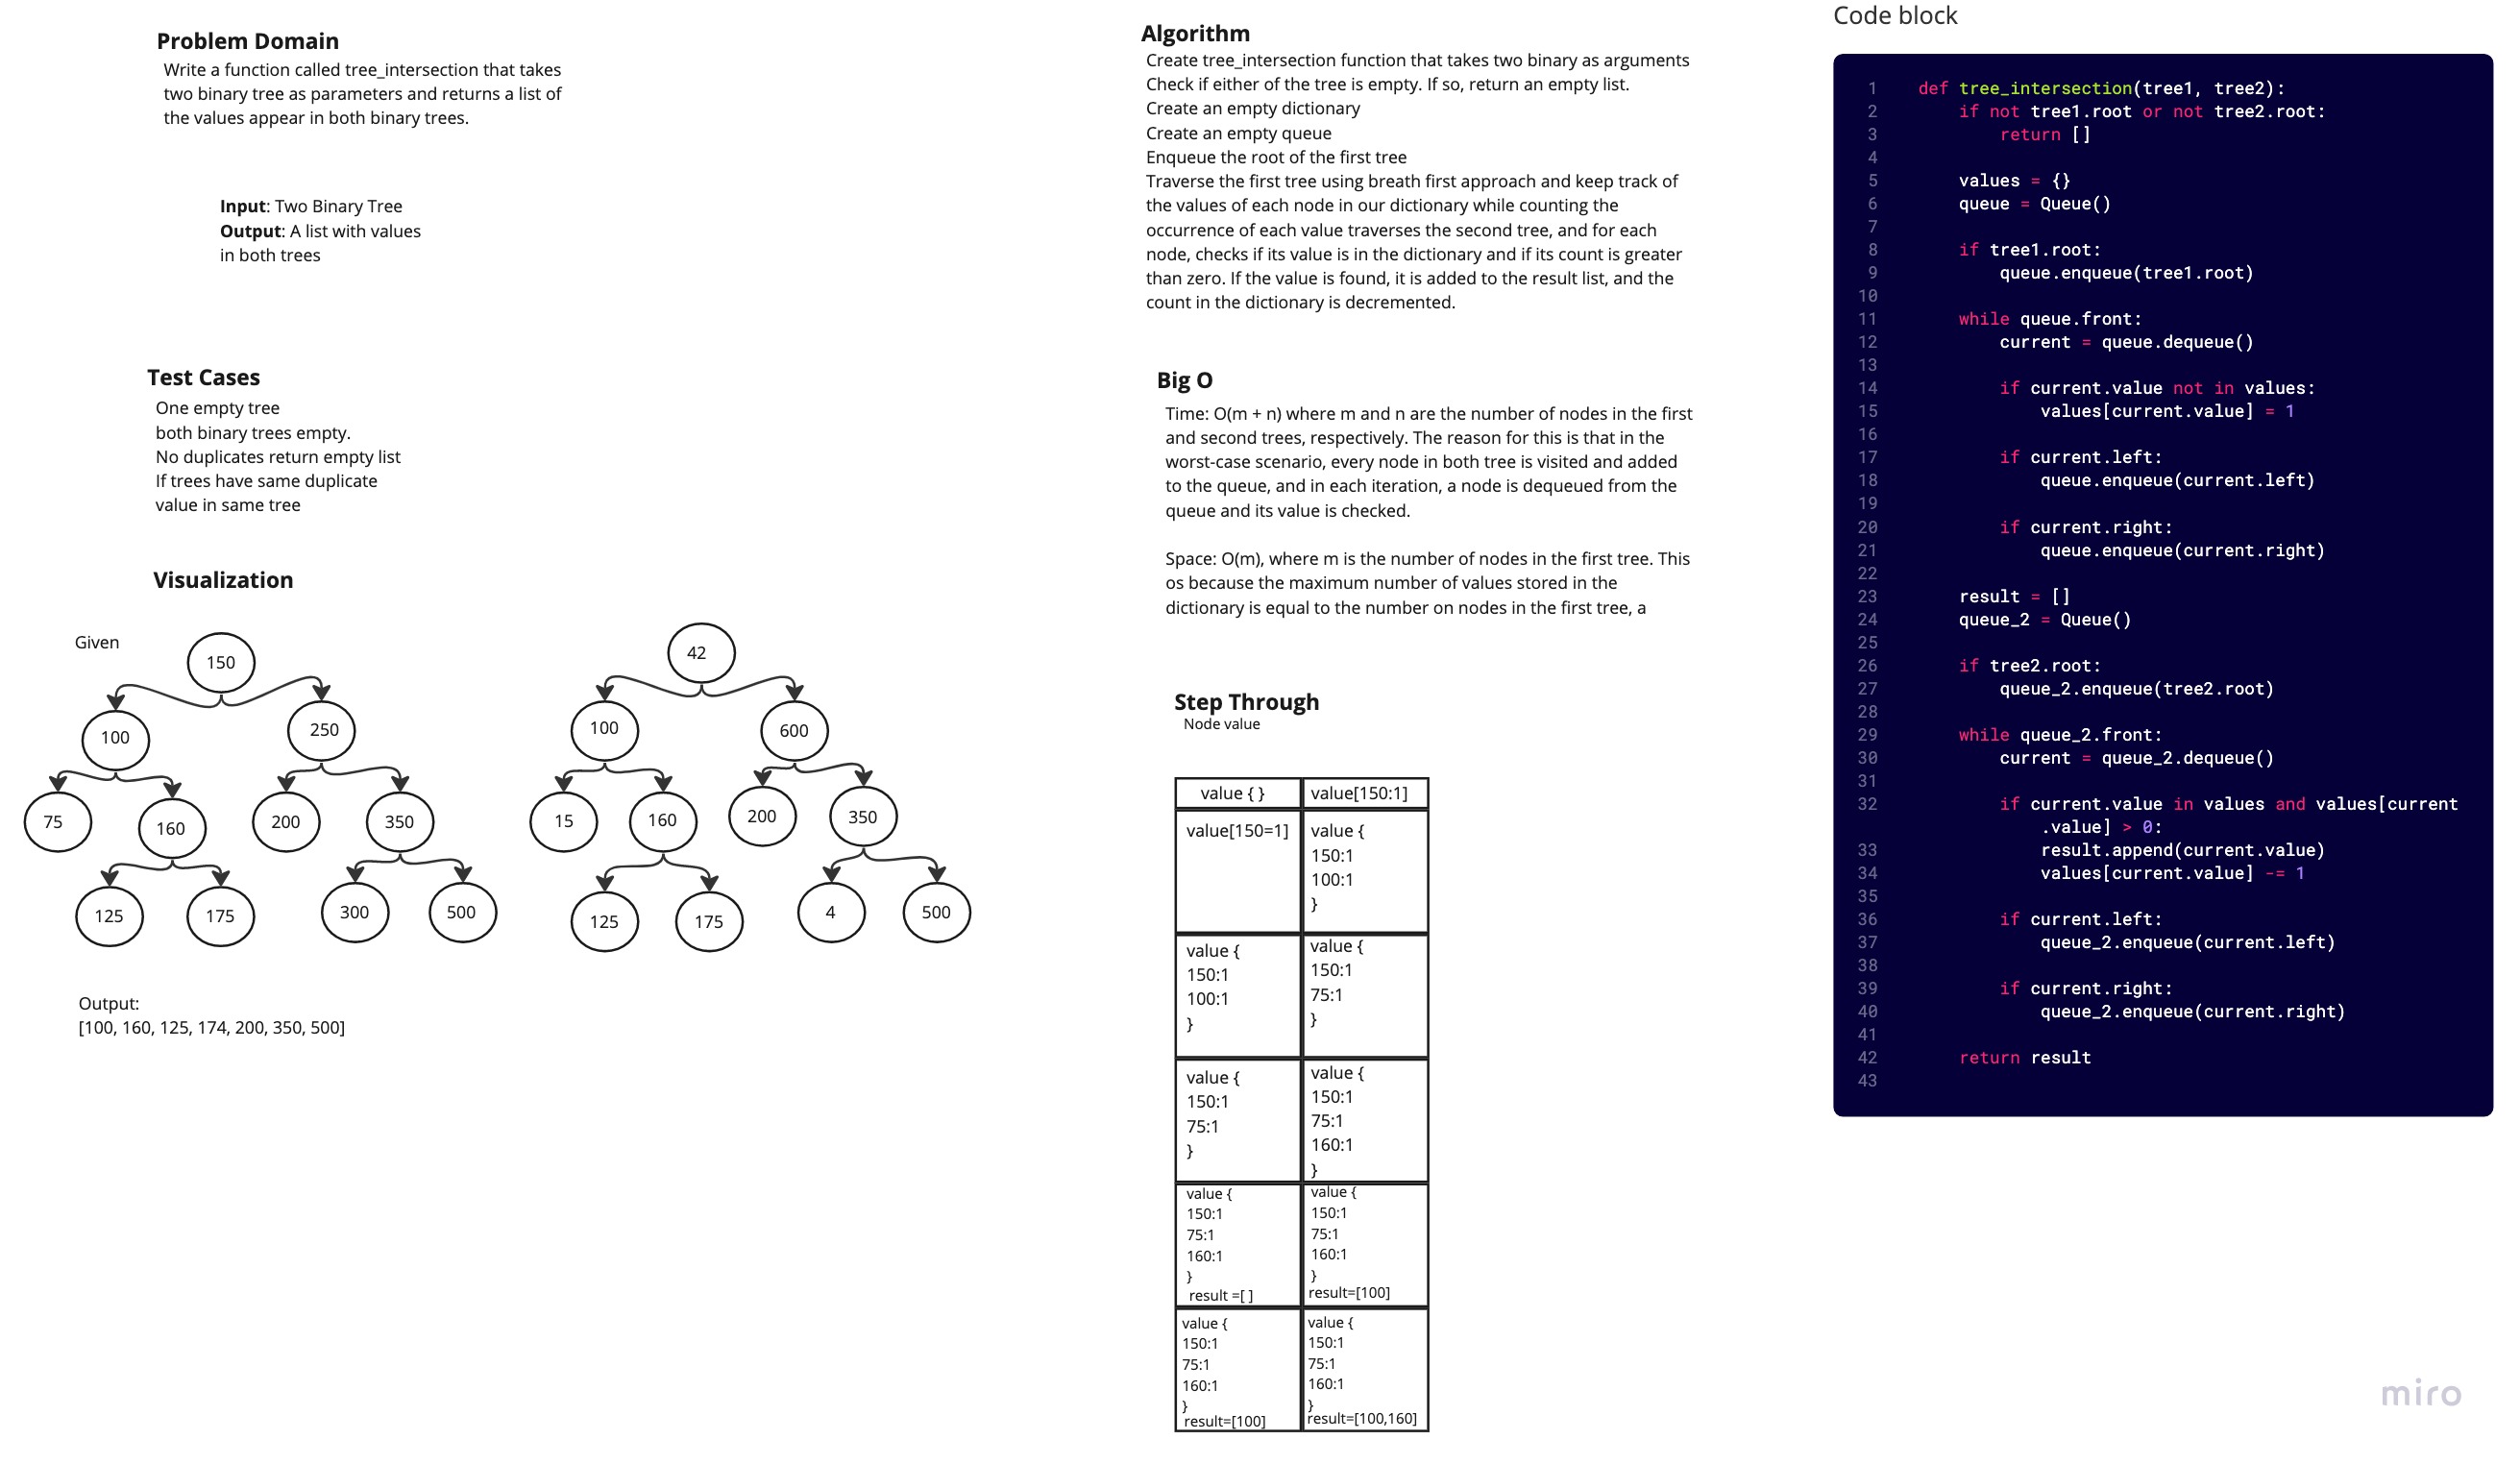 Problem Domain
Write a function called tree_intersection that takes
two binary tree as parameters and returns a list of
the values appear in both binary trees.
Input: Two Binary Tree
Output: A list with values
in both trees
Test Cases
One empty tree
both binary trees empty.
No duplicates return empty list
If trees have same duplicate
value in same tree
Visualization
Given
150
100
250
75
160
200
350
125
175
300
500
42
100
600
15
160
200
350
125
175
4
500
Output:
[100, 160, 125, 174, 200, 350, 500]
Algorithm
Create tree_intersection function that takes two binary as arguments
Check if either of the tree is empty. If so, return an empty list.
Create an empty dictionary
Create an empty queue
Enqueue the root of the first tree
Traverse the first tree using breath first approach and keep track of
the values of each node in our dictionary while counting the
occurrence of each value traverses the second tree, and for each
node, checks if its value is in the dictionary and if its count is greater
than zero. If the value is found, it is added to the result list, and the
count in the dictionary is decremented.
Big O
Time: O(m + n) where m and n are the number of nodes in the first
and second trees, respectively. The reason for this is that in the
worst-case scenario, every node in both tree is visited and added
to the queue, and in each iteration, a node is dequeued from the
queue and its value is checked.
Space: O(m), where m is the number of nodes in the first tree. This
os because the maximum number of values stored in the
dictionary is equal to the number on nodes in the first tree, a
Step Through
Node value
value { }
value[150:1]
value[150=1]
value {
150:1
100:1
}
value {
150:1
100:1
}
value {
150:1
75:1
}
value {
150:1
75:1
}
value {
150:1
75:1
160:1
}
value {
150:1
75:1
160:1
}
result =[ ]
value {
150:1
75:1
160:1
}
result=[100]
value {
150:1
75:1
160:1
}
result=[100]
value {
150:1
75:1
160:1
}
result=[100,160]
Code block
1 def tree_intersection(tree1, tree2):
2 if not tree1.root or not tree2.root:
3 return []
4
5 values = {}
6 queue = Queue()
7
8 if tree1.root:
9 queue.enqueue(tree1.root)
10
11 while queue.front:
12 current = queue.dequeue()
13
14 if current.value not in values:
15 values[current.value] = 1
16
17 if current.left:
18 queue.enqueue(current.left)
19
20 if current.right:
21 queue.enqueue(current.right)
22
23 result = []
24 queue_2 = Queue()
25
26 if tree2.root:
27 queue_2.enqueue(tree2.root)
28
29 while queue_2.front:
30 current = queue_2.dequeue()
31
32 if current.value in values and values[current
.value] > 0:
33 result.append(current.value)
34 values[current.value] -= 1
35
36 if current.left:
37 queue_2.enqueue(current.left)
38
39 if current.right:
40 queue_2.enqueue(current.right)
41
42 return result
43
miro